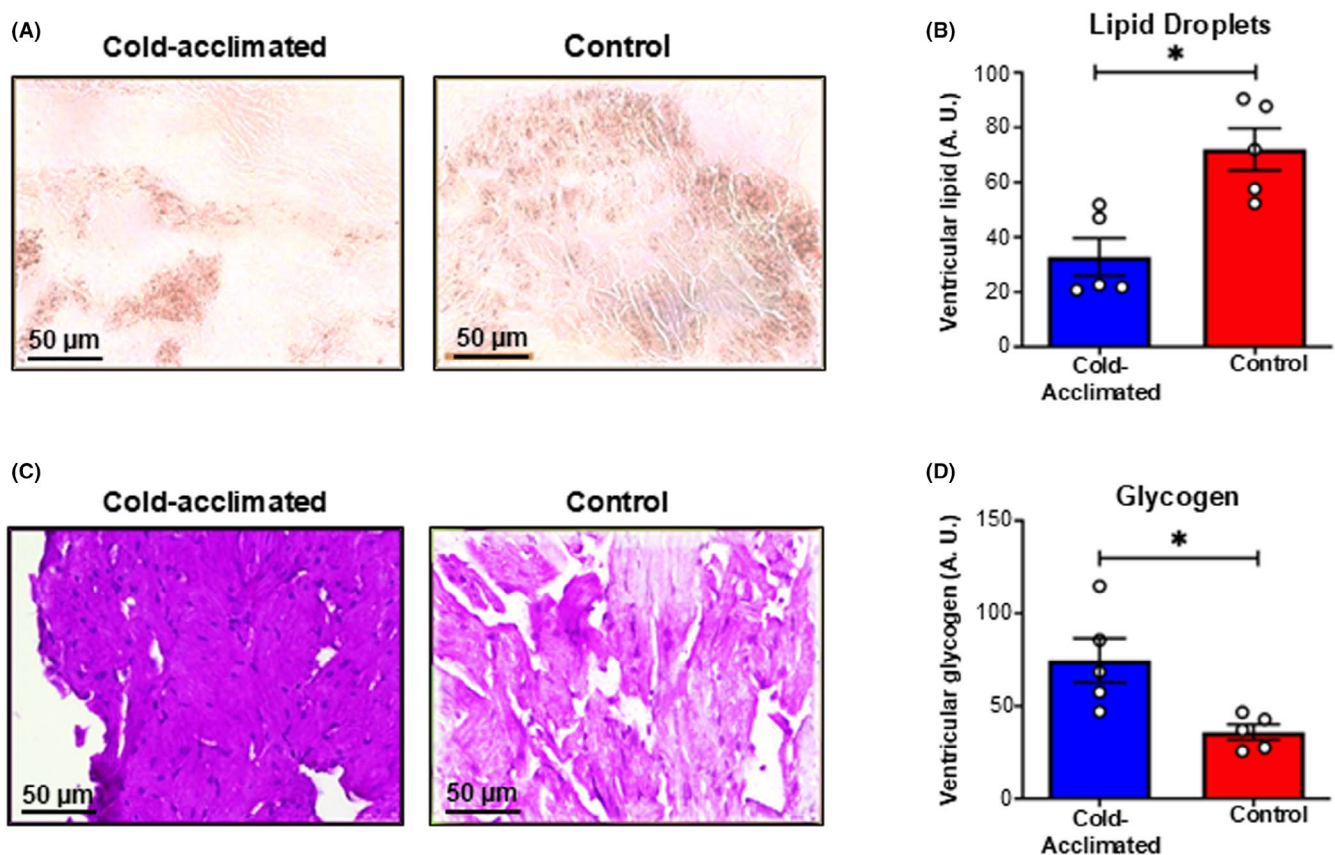 (A)
Cold-acclimated
Control
50 µm
50 µm
(B)
Lipid Droplets
*
Ventricular lipid (A. U.)
100
80
60
40
20
0
Cold-
Acclimated
Control
(C)
Cold-acclimated
Control
50 µm
50 µm
(D)
Glycogen
*
Ventricular glycogen (A. U.)
150
100
50
0
Cold-
Acclimated
Control